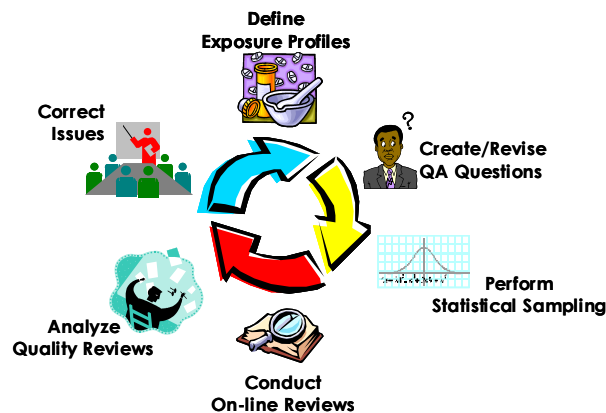 Define
Exposure Profiles
Correct
Issues
?
Create/Revise
QA Questions
Perform
Statistical Sampling
Analyze
Quality Reviews
Conduct
On-line Reviews